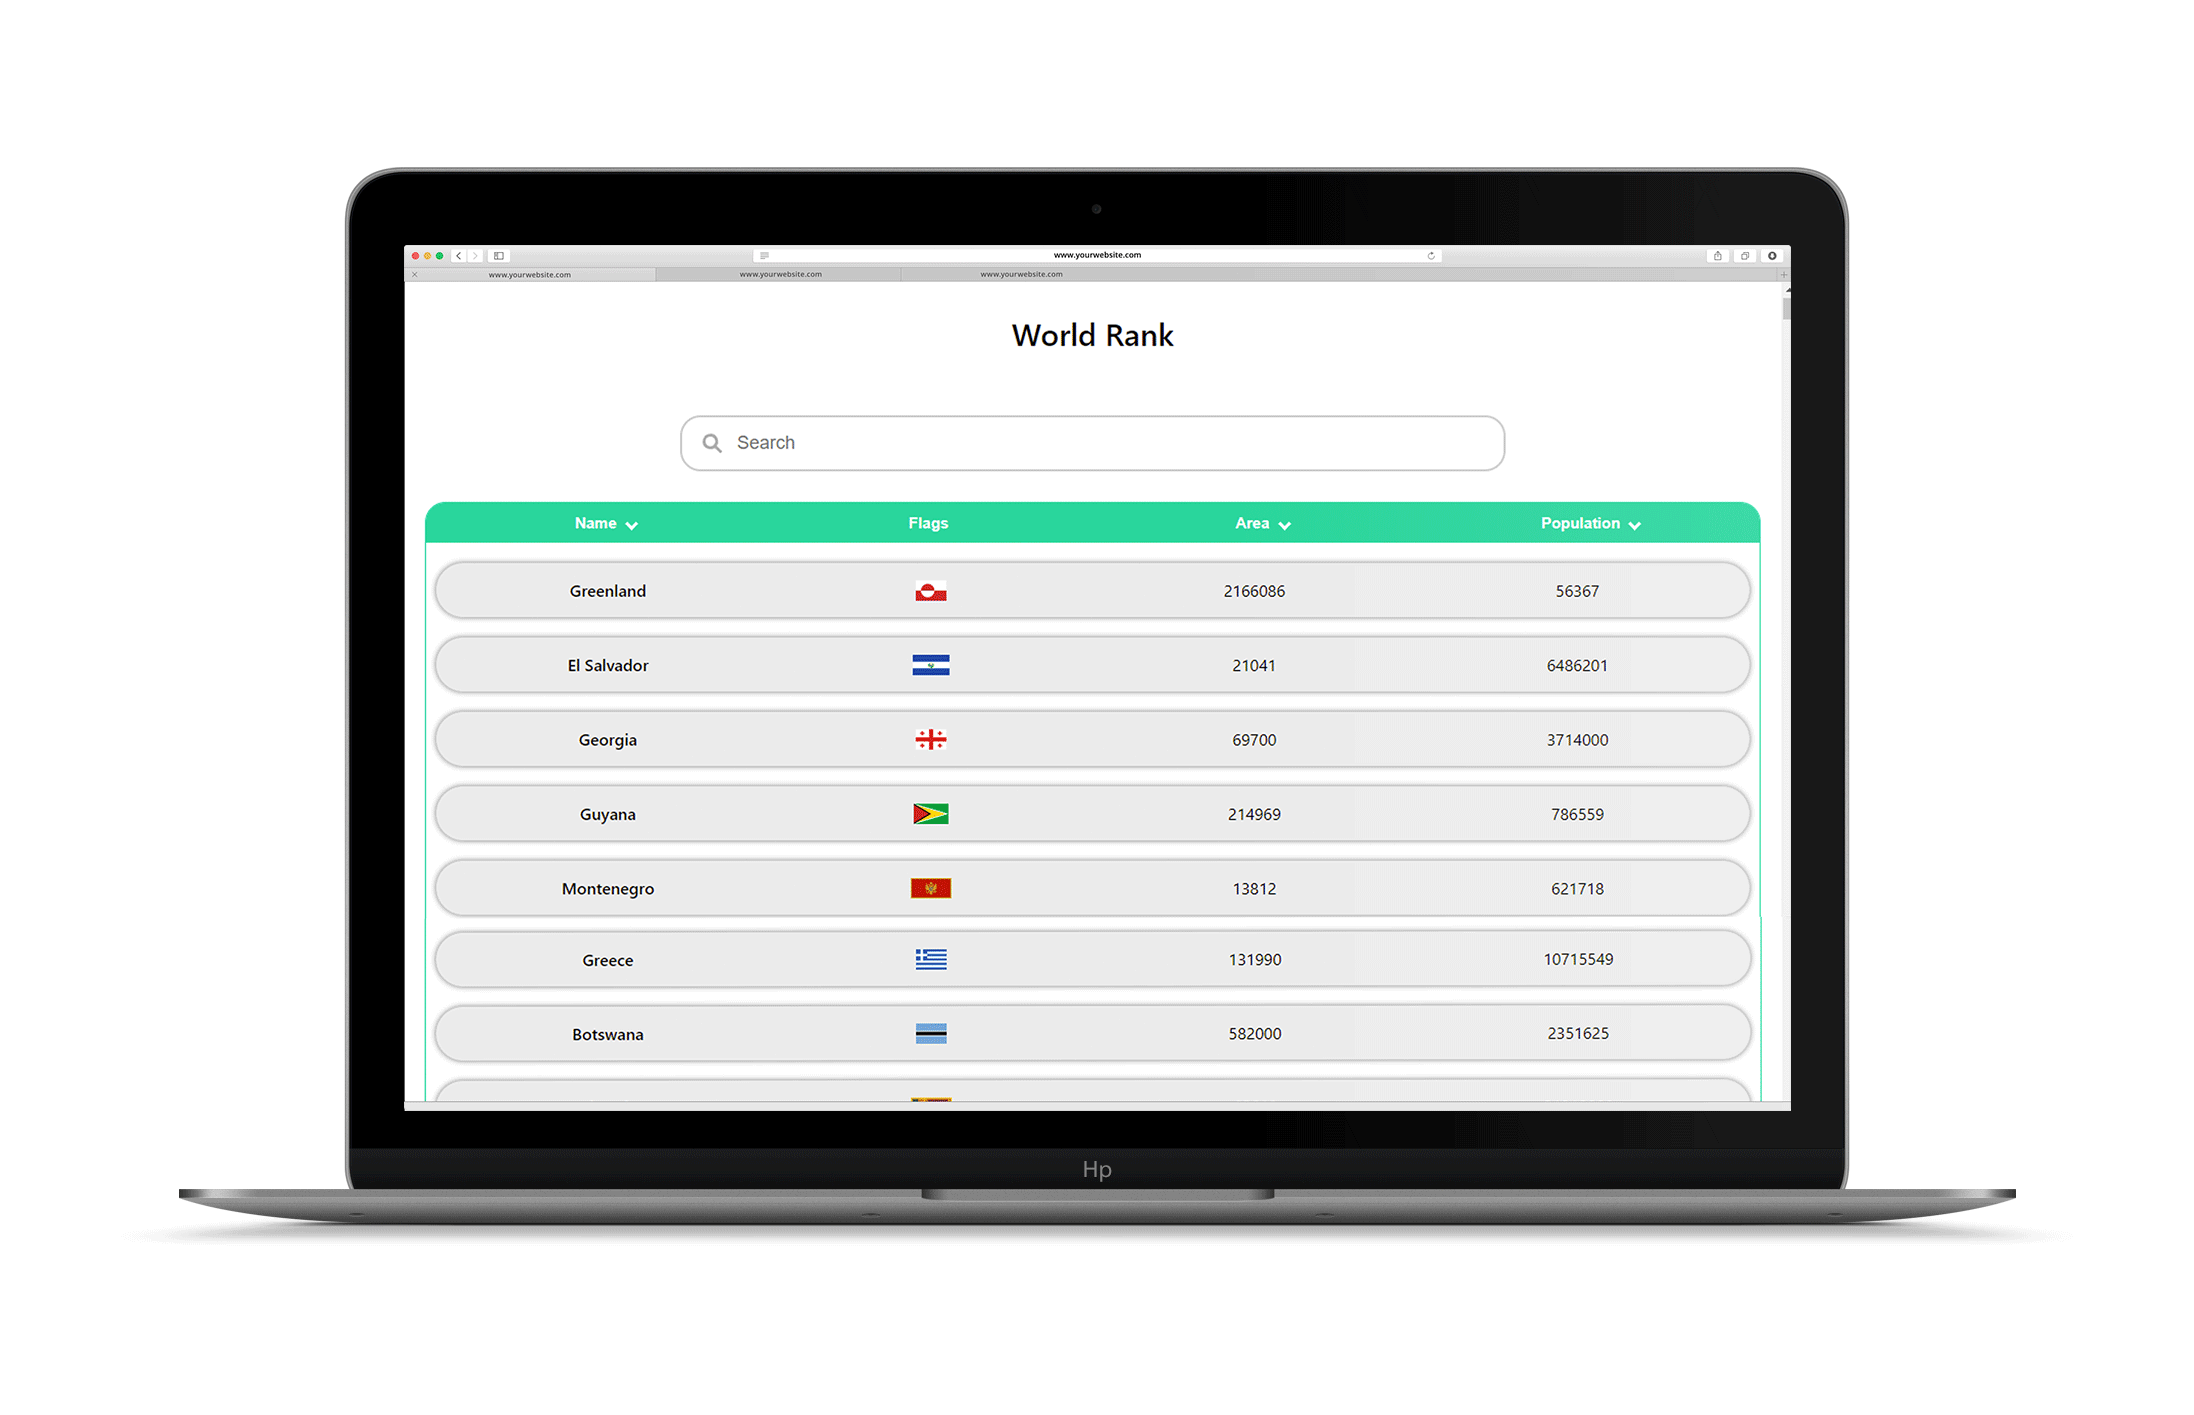 www.yourwebsite.com
www.yourwebsite.com www.yourwebsite.com www.yourwebsite.com
World Rank
Search
Name Flags Area Population
Greenland 2166086 56367
El Salvador 21041 6486201
Georgia 69700 3714000
Guyana 214969 786559
Montenegro 13812 621718
Greece 131990 10715549
Botswana 582000 2351625
Hp